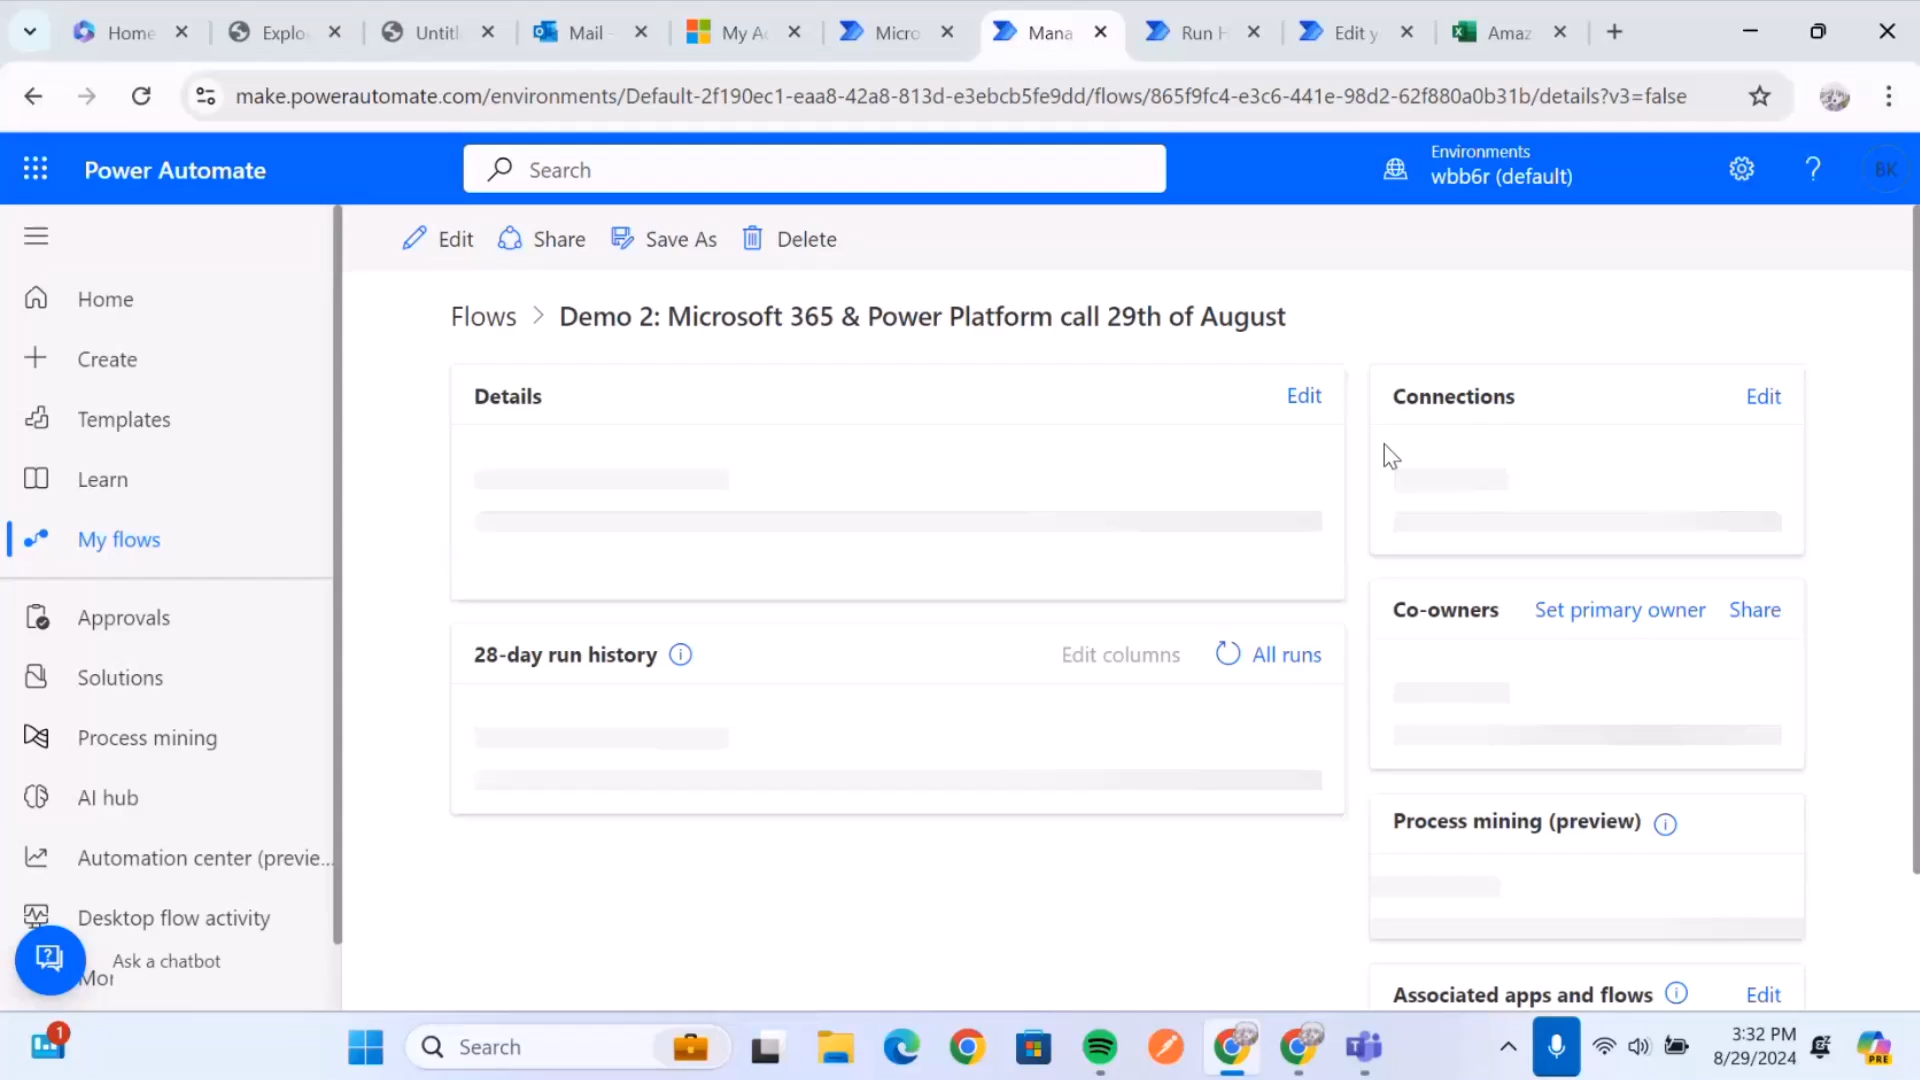 Home
Explo
Untitl
Mail -
My A
Micro
Mana
Run H
Edit y
Amaz
make.powerautomate.com/environments/Default-2f190ec1-eaa8-42a8-813d-e3ebcb5fe9dd/flows/865f9fc4-e3c6-441e-98d2-62f880a0b31b/details?v3=false
Power Automate
Search
Environments
wbb6r (default)
BK
Edit
Share
Save As
Delete
Home
Create
Templates
Learn
My flows
Approvals
Solutions
Process mining
AI hub
Automation center (previe...
Desktop flow activity
Ask a chatbot
Mor
Flows > Demo 2: Microsoft 365 & Power Platform call 29th of August
Details
Edit
28-day run history
Edit columns
All runs
Connections
Edit
Co-owners
Set primary owner
Share
Process mining (preview)
Associated apps and flows
Edit
1
Search
3:32 PM
8/29/2024
PRE